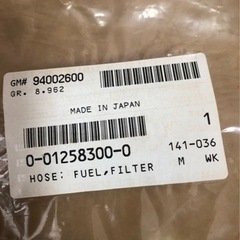 GM# 94002600
GR. 8.962
MADE IN JAPAN
1
0-01258300-0
141-036
HOSE: FUEL,FILTER
M WK